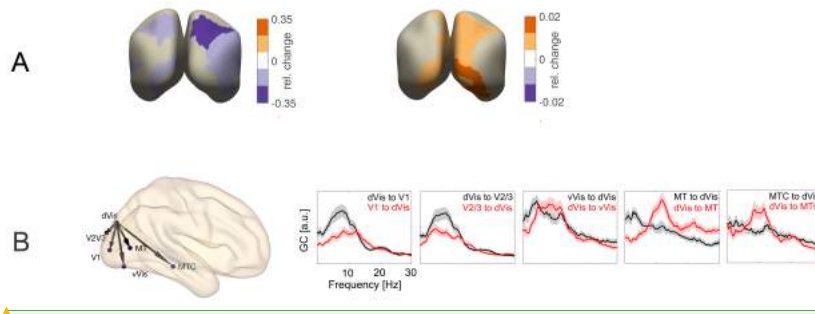 A
0.35
0
-0.35
rel. change
0.02
0
-0.02
rel. change
B
dVis
V2/
V1
MT
vVis
MTC
GC [a.u.]
dVis to V1
V1 to dVis
10 20 30
Frequency [Hz]
dVis to V2/3
V2/3 to dVis
vVis to dVis
dVis to vVis
MT to dVis
dVis to MT
MTC to dVis
dVis to MTC